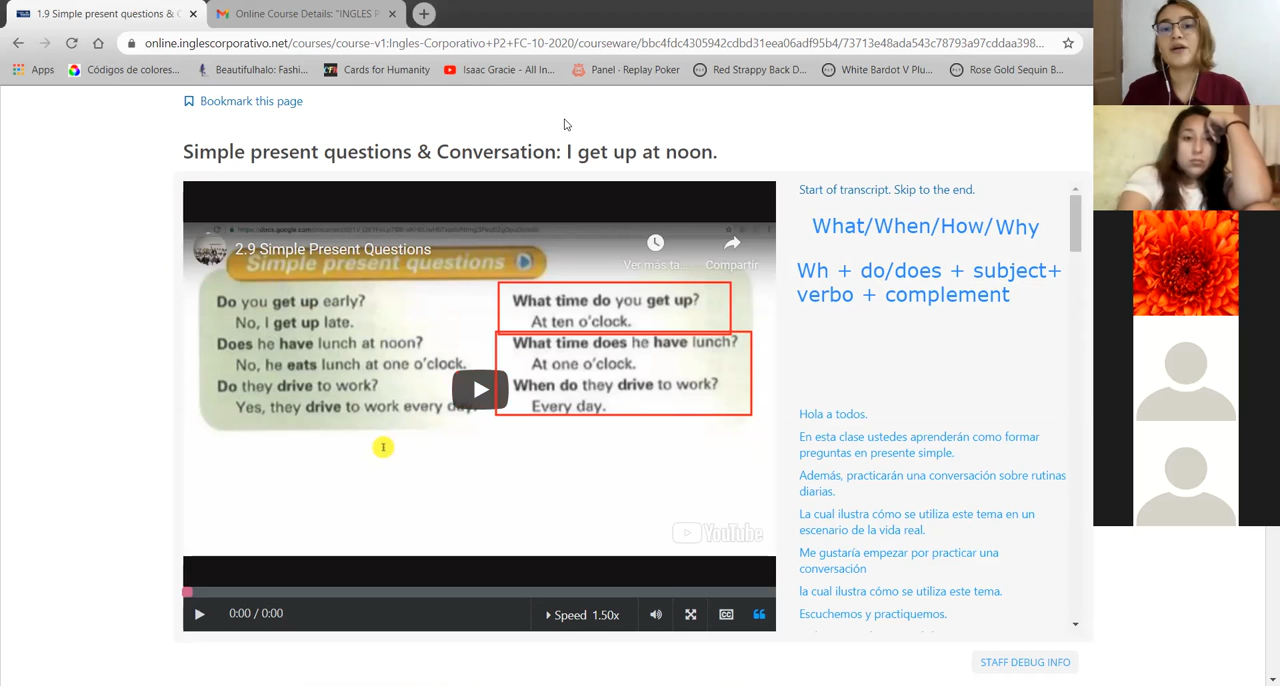 1.9 Simple present questions & C
Online Course Details: "INGLES P
online.inglescorporativo.net/courses/course-v1:Ingles-Corporativo+P2+FC-10-2020/courseware/bbc4fdc4305942cdbd31eea06adf95b4/73713e48ada543c78793a97cddaa398...
Apps
Códigos de colores...
Beautifulhalo: Fashi...
Cards for Humanity
Isaac Gracie - All In...
Panel · Replay Poker
Red Strappy Back D...
White Bardot V Plu...
Rose Gold Sequin B...
Bookmark this page
Simple present questions & Conversation: I get up at noon.
2.9 Simple Present Questions
Ver más ta...
Compartir
Simple present questions
Do you get up early?
No, I get up late.
Does he have lunch at noon?
No, he eats lunch at one o'clock.
Do they drive to work?
Yes, they drive to work every day.
What time do you get up?
At ten o'clock.
What time does he have lunch?
At one o'clock.
When do they drive to work?
Every day.
YouTube
0:00 / 0:00
Speed 1.50x
Start of transcript. Skip to the end.
What/When/How/Why
Wh + do/does + subject+
verbo + complement
Hola a todos.
En esta clase ustedes aprenderán como formar
preguntas en presente simple.
Además, practicarán una conversación sobre rutinas
diarias.
La cual ilustra cómo se utiliza este tema en un
escenario de la vida real.
Me gustaría empezar por practicar una
conversación
la cual ilustra cómo se utiliza este tema.
Escuchemos y practiquemos.
STAFF DEBUG INFO